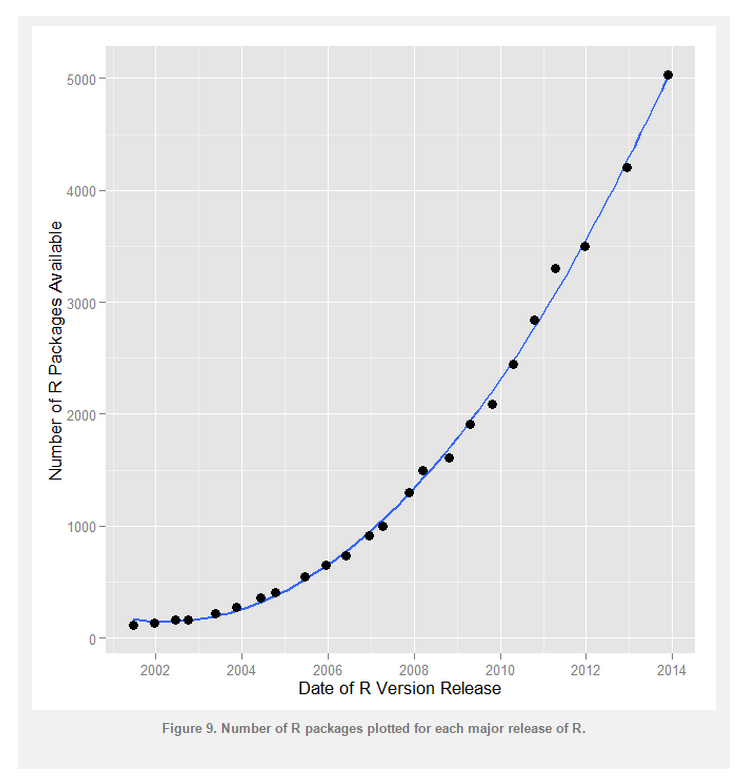 5000
4000
3000
2000
1000
0
Number of R Packages Available
2002 2004 2006 2008 2010 2012 2014
Date of R Version Release
Figure 9. Number of R packages plotted for each major release of R.